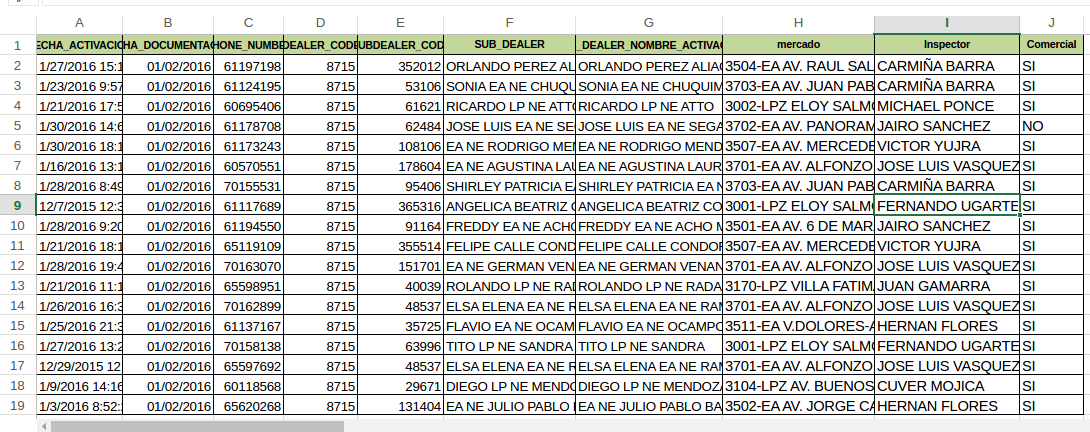 A B C D E F G H I J
1 ECHA_ACTIVACIO HA_DOCUMENTAC HONE_NUMBE DEALER_CODE UBDEALER_COD SUB_DEALER _DEALER_NOMBRE_ACTIVA mercado Inspector Comercial
2 1/27/2016 15:1 01/02/2016 61197198 8715 352012 ORLANDO PEREZ AL ORLANDO PEREZ ALIA 3504-EA AV. RAUL SAL CARMIÑA BARRA SI
3 1/23/2016 9:57 01/02/2016 61124195 8715 53106 SONIA EA NE CHUQU SONIA EA NE CHUQUIM 3703-EA AV. JUAN PAB CARMIÑA BARRA SI
4 1/21/2016 17:5 01/02/2016 60695406 8715 61621 RICARDO LP NE ATTO RICARDO LP NE ATTO 3002-LPZ ELOY SALM MICHAEL PONCE SI
5 1/30/2016 14:6 01/02/2016 61178708 8715 62484 JOSE LUIS EA NE SE JOSE LUIS EA NE SEGA 3702-EA AV. PANORAM JAIRO SANCHEZ NO
6 1/30/2016 18:1 01/02/2016 61173243 8715 108106 EA NE RODRIGO MEN EA NE RODRIGO MEND 3507-EA AV. MERCEDE VICTOR YUJRA SI
7 1/16/2016 13:1 01/02/2016 60570551 8715 178604 EA NE AGUSTINA LAU EA NE AGUSTINA LAUR 3701-EA AV. ALFONZO JOSE LUIS VASQUEZ SI
8 1/28/2016 8:49 01/02/2016 70155531 8715 95406 SHIRLEY PATRICIA EA SHIRLEY PATRICIA EA N 3703-EA AV. JUAN PAB CARMIÑA BARRA SI
9 12/7/2015 12:3 01/02/2016 61117689 8715 365316 ANGELICA BEATRIZ C ANGELICA BEATRIZ CO 3001-LPZ ELOY SALM FERNANDO UGARTE SI
10 1/28/2016 9:20 01/02/2016 61194550 8715 91164 FREDDY EA NE ACHO FREDDY EA NE ACHO M 3501-EA AV. 6 DE MAR JAIRO SANCHEZ SI
11 1/21/2016 18:1 01/02/2016 65119109 8715 355514 FELIPE CALLE COND FELIPE CALLE CONDOR 3507-EA AV. MERCEDE VICTOR YUJRA SI
12 1/28/2016 19:4 01/02/2016 70163070 8715 151701 EA NE GERMAN VEN EA NE GERMAN VENAN 3701-EA AV. ALFONZO JOSE LUIS VASQUEZ SI
13 1/21/2016 11:1 01/02/2016 65598951 8715 40039 ROLANDO LP NE RAD ROLANDO LP NE RADA 3170-LPZ VILLA FATIM JUAN GAMARRA SI
14 1/26/2016 16:3 01/02/2016 70162899 8715 48537 ELSA ELENA EA NE R ELSA ELENA EA NE RAM 3701-EA AV. ALFONZO JOSE LUIS VASQUEZ SI
15 1/25/2016 21:3 01/02/2016 61137167 8715 35725 FLAVIO EA NE OCAM FLAVIO EA NE OCAMPO 3511-EA V.DOLORES-A HERNAN FLORES SI
16 1/27/2016 13:2 01/02/2016 70158138 8715 63996 TITO LP NE SANDRA TITO LP NE SANDRA 3001-LPZ ELOY SALM FERNANDO UGARTE SI
17 12/29/2015 12 01/02/2016 65597692 8715 48537 ELSA ELENA EA NE R ELSA ELENA EA NE RAM 3701-EA AV. ALFONZO JOSE LUIS VASQUEZ SI
18 1/9/2016 14:16 01/02/2016 60118568 8715 29671 DIEGO LP NE MENDO DIEGO LP NE MENDOZA 3104-LPZ AV. BUENOS CUVER MOJICA SI
19 1/3/2016 8:52: 01/02/2016 65620268 8715 131404 EA NE JULIO PABLO EA NE JULIO PABLO BA 3502-EA AV. JORGE CA HERNAN FLORES SI